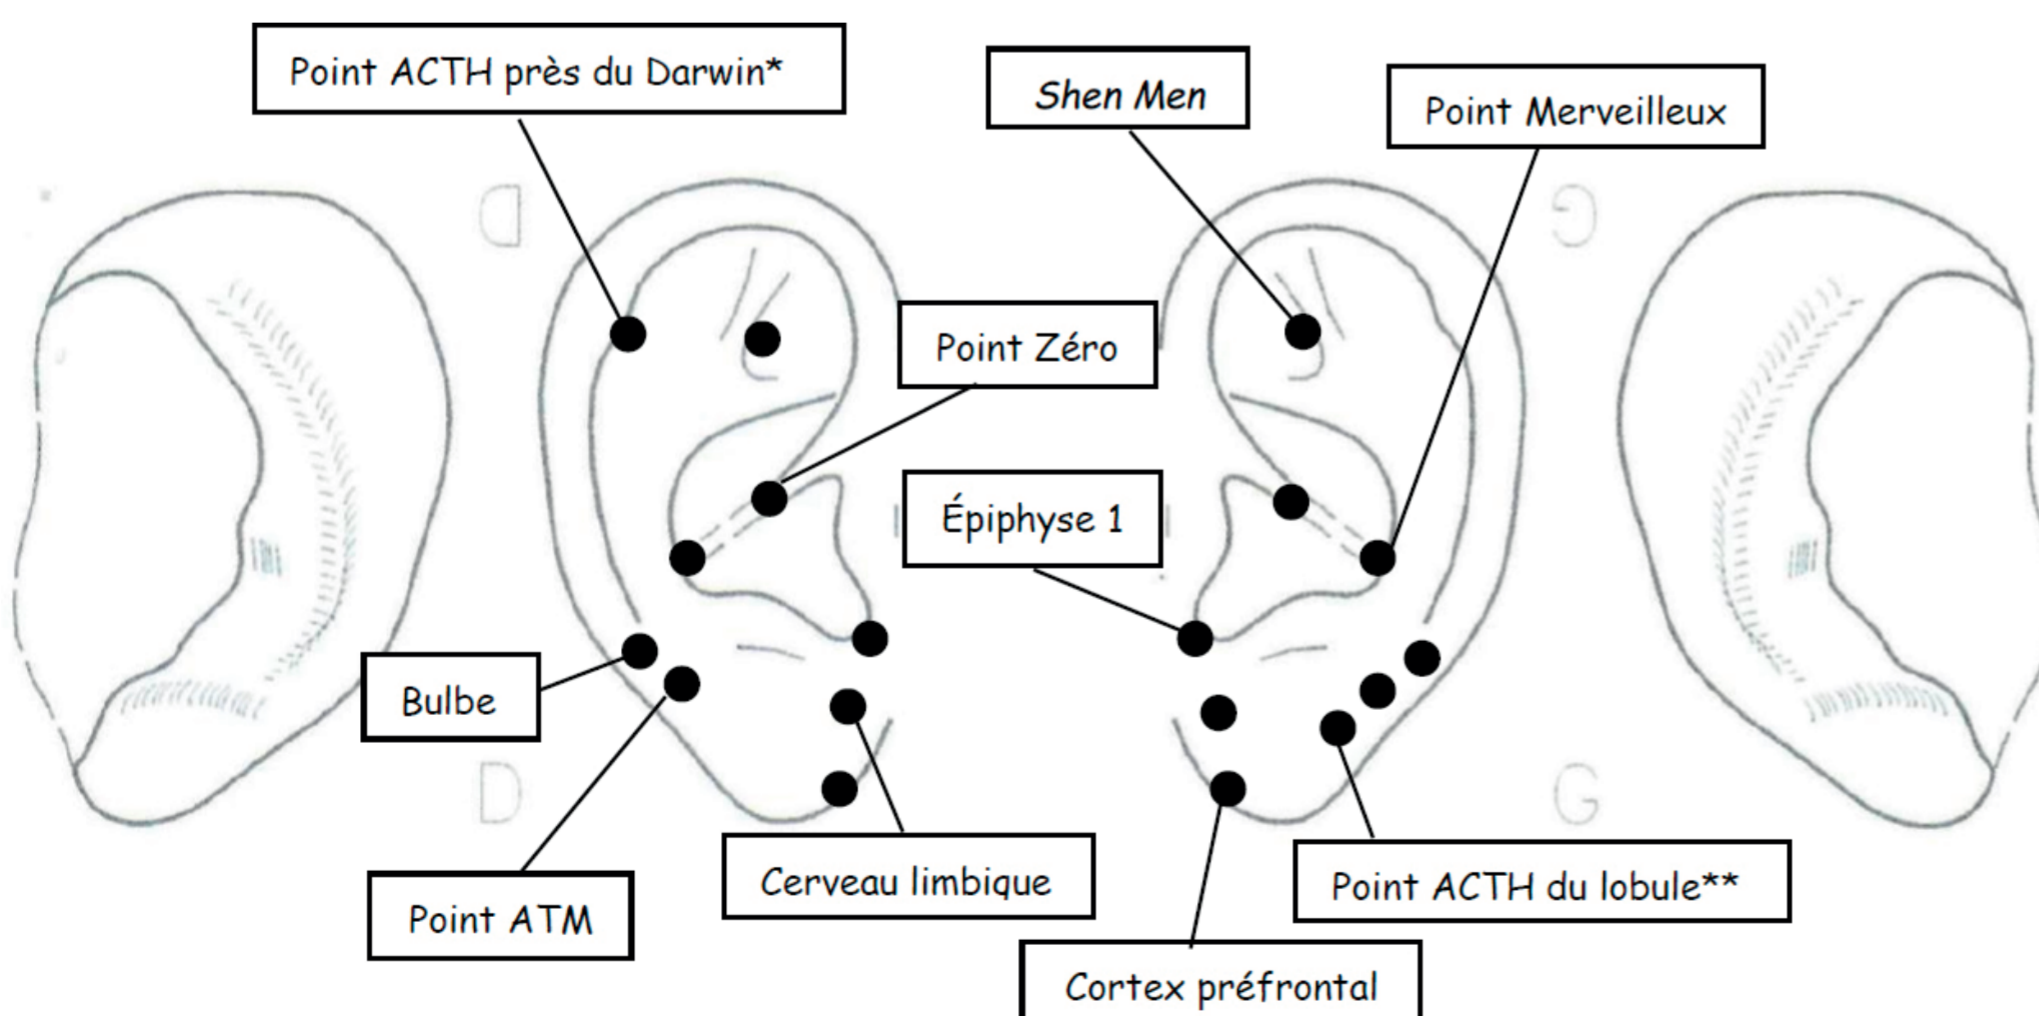 Point ACTH près du Darwin*
Shen Men
Point Merveilleux
D
G
Point Zéro
Épiphyse 1
Bulbe
D
G
Cerveau limbique
Point ACTH du lobule**
Point ATM
Cortex préfrontal